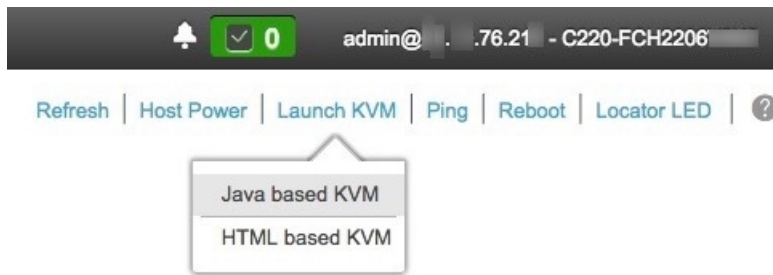 0 admin@ . .76.21 - C220-FCH2206
Refresh | Host Power | Launch KVM | Ping | Reboot | Locator LED | ?
Java based KVM
HTML based KVM